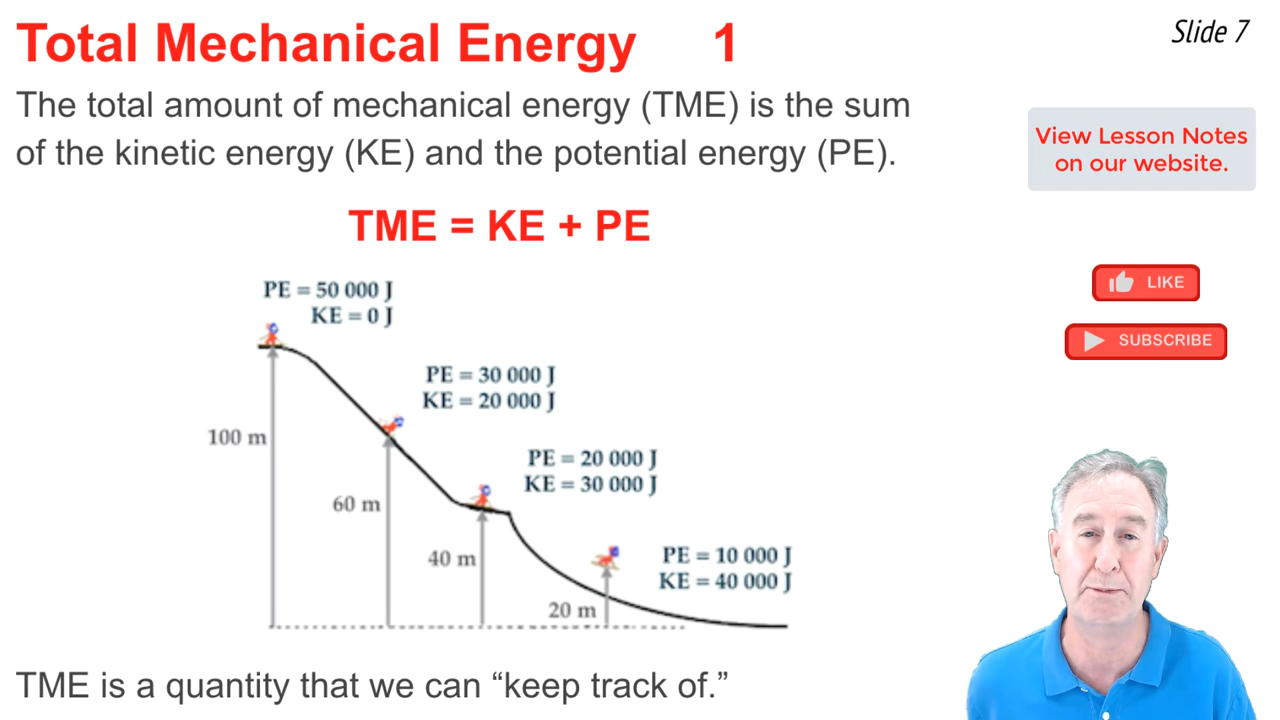 Total Mechanical Energy 1
Slide 7
The total amount of mechanical energy (TME) is the sum
of the kinetic energy (KE) and the potential energy (PE).
View Lesson Notes
on our website.
TME = KE + PE
LIKE
SUBSCRIBE
PE = 50 000 J
KE = 0 J
PE = 30 000 J
KE = 20 000 J
100 m
PE = 20 000 J
KE = 30 000 J
60 m
40 m
PE = 10 000 J
KE = 40 000 J
20 m
TME is a quantity that we can “keep track of.”